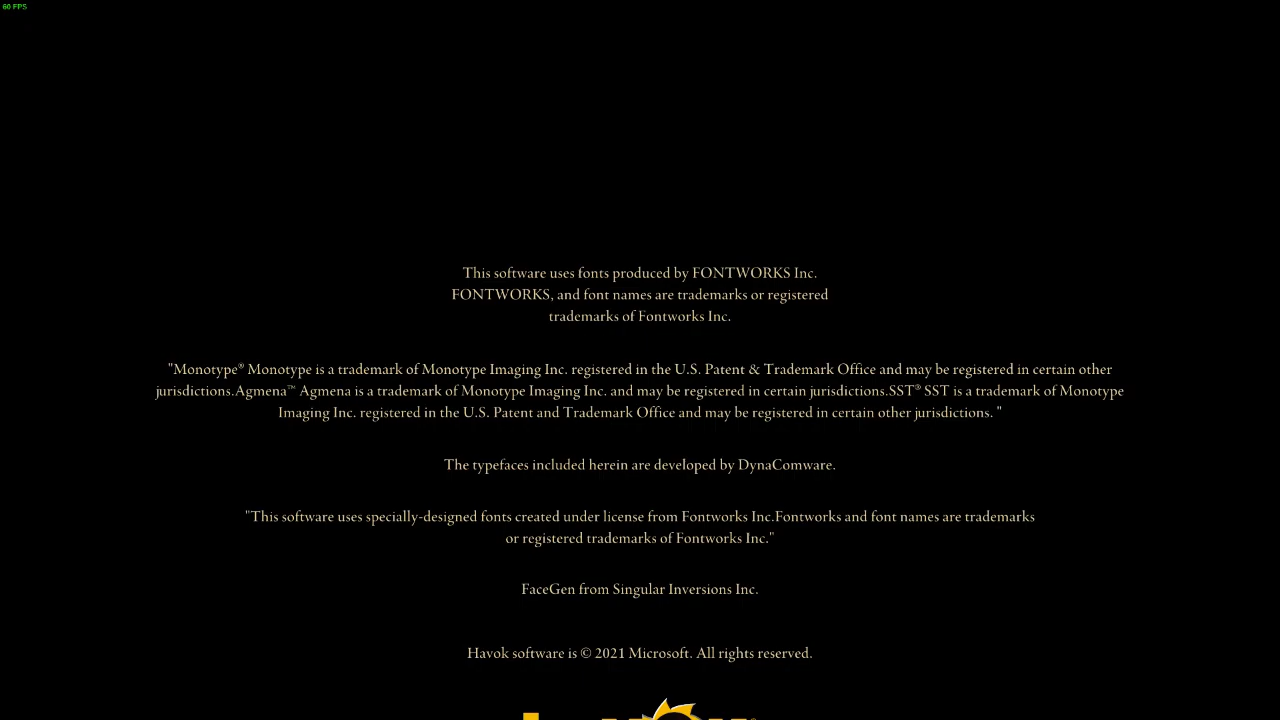 60 FPS
This software uses fonts produced by FONTWORKS Inc.
FONTWORKS, and font names are trademarks or registered
trademarks of Fontworks Inc.
"Monotype® Monotype is a trademark of Monotype Imaging Inc. registered in the U.S. Patent & Trademark Office and may be registered in certain other
jurisdictions.Agmena™ Agmena is a trademark of Monotype Imaging Inc. and may be registered in certain jurisdictions.SST® SST is a trademark of Monotype
Imaging Inc. registered in the U.S. Patent and Trademark Office and may be registered in certain other jurisdictions. "
The typefaces included herein are developed by DynaComware.
"This software uses specially-designed fonts created under license from Fontworks Inc.Fontworks and font names are trademarks
or registered trademarks of Fontworks Inc."
FaceGen from Singular Inversions Inc.
Havok software is © 2021 Microsoft. All rights reserved.